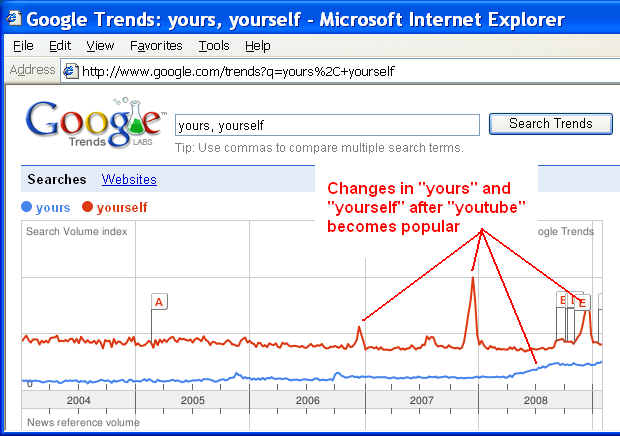 Google Trends: yours, yourself - Microsoft Internet Explorer
File Edit View Favorites Tools Help
Address http://www.google.com/trends?q=yours%2C+yourself
Google™
Trends LABS
yours, yourself
Search Trends
Tip: Use commas to compare multiple search terms.
Searches Websites
Changes in "yours" and
"yourself" after "youtube"
becomes popular
yours yourself
Search Volume index
ogle Trends
A
E
E
0
2004 2005 2006 2007 2008
News reference volume